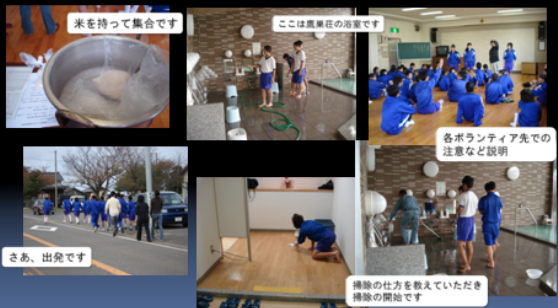 米を持って集合です
ここは鷹巣荘の浴室です
各ボランティア先での
注意など説明
さあ、出発です
掃除の仕方を教えていただき
掃除の開始です